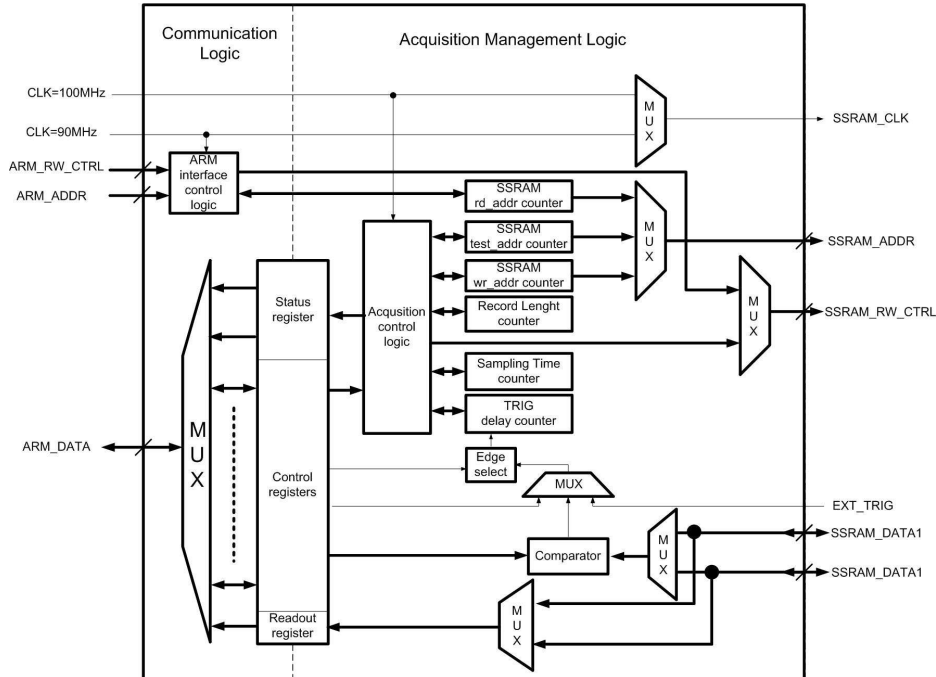 Communication
Logic
Acquisition Management Logic
CLK=100MHz
CLK=90MHz
ARM_RW_CTRL
ARM_ADDR
ARM
interface
control
logic
MUX
SSRAM_CLK
SSRAM
rd_addr counter
SSRAM
test_addr counter
SSRAM
wr_addr counter
Record Lenght
counter
MUX
SSRAM_ADDR
MUX
SSRAM_RW_CTRL
Status
register
Acqusition
control
logic
Sampling Time
counter
TRIG
delay counter
ARM_DATA
MUX
Control
registers
Edge
select
MUX
EXT_TRIG
SSRAM_DATA1
Comparator
MUX
SSRAM_DATA1
Readout
register
MUX